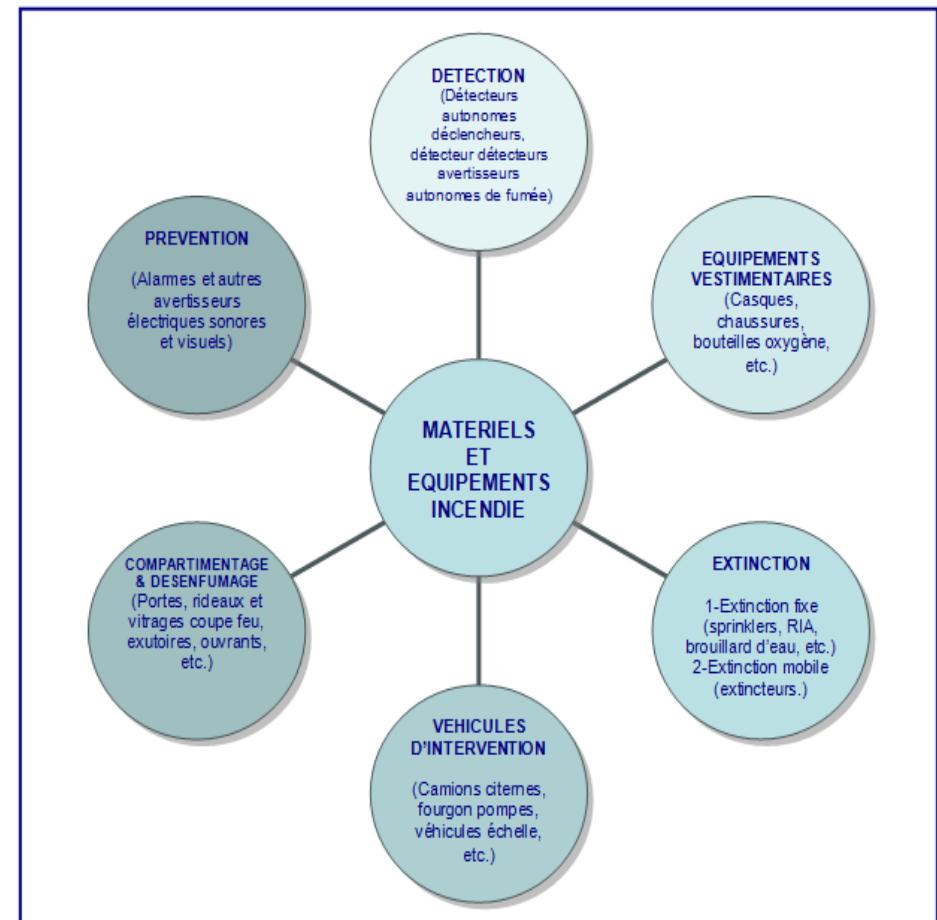 DETECTION
(Détecteurs
autonomes
déclencheurs,
détecteur détecteurs
avertisseurs
autonomes de fumée)
EQUIPEMENTS
VESTIMENTAIRES
(Casques,
chaussures,
bouteilles oxygène,
etc.)
EXTINCTION
1-Extinction fixe
(sprinklers, RIA,
brouillard d'eau, etc.)
2-Extinction mobile
(extincteurs.)
VEHICULES
D'INTERVENTION
(Camions citernes,
fourgon pompes,
véhicules échelle,
etc.)
COMPARTIMENTAGE
& DESENFUMAGE
(Portes, rideaux et
vitrages coupe feu,
exutoires, ouvrants,
etc.)
PREVENTION
(Alarmes et autres
avertisseurs
électriques sonores
et visuels)
MATERIELS
ET
EQUIPEMENTS
INCENDIE